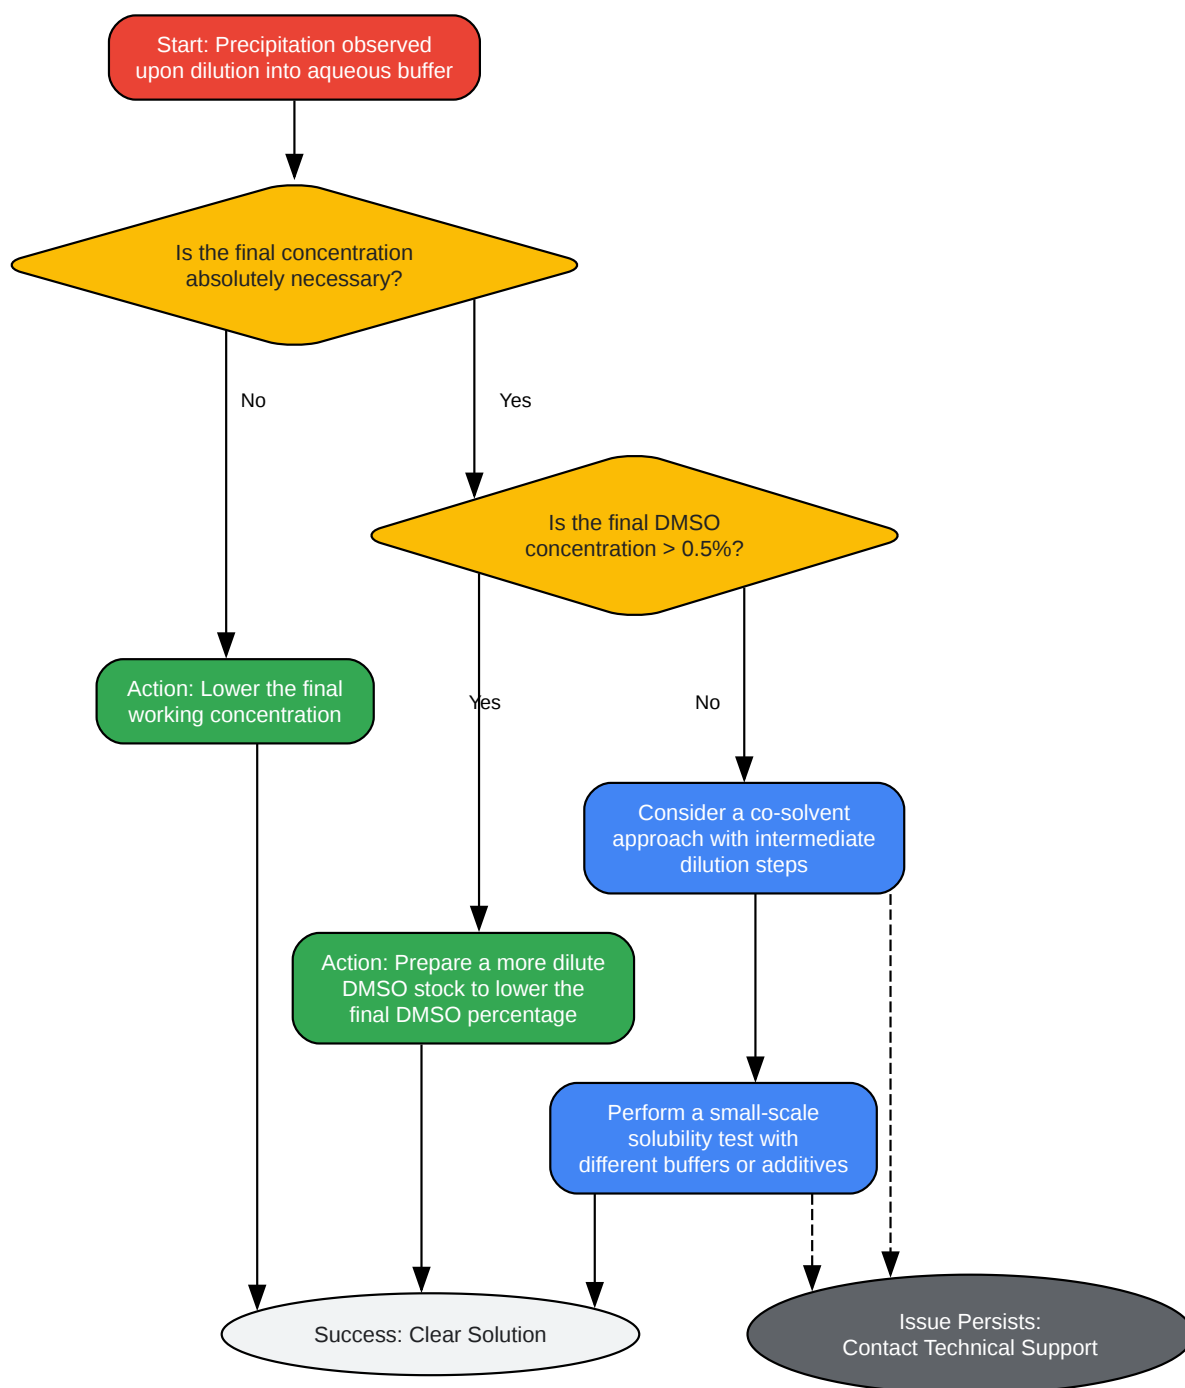 Start: Precipitation observed
upon dilution into aqueous buffer
Is the final concentration
absolutely necessary?
No
Yes
Is the final DMSO
concentration > 0.5%?
Action: Lower the final
working concentration
Yes
No
Consider a co-solvent
approach with intermediate
dilution steps
Action: Prepare a more dilute
DMSO stock to lower the
final DMSO percentage
Perform a small-scale
solubility test with
different buffers or additives
Success: Clear Solution
Issue Persists:
Contact Technical Support